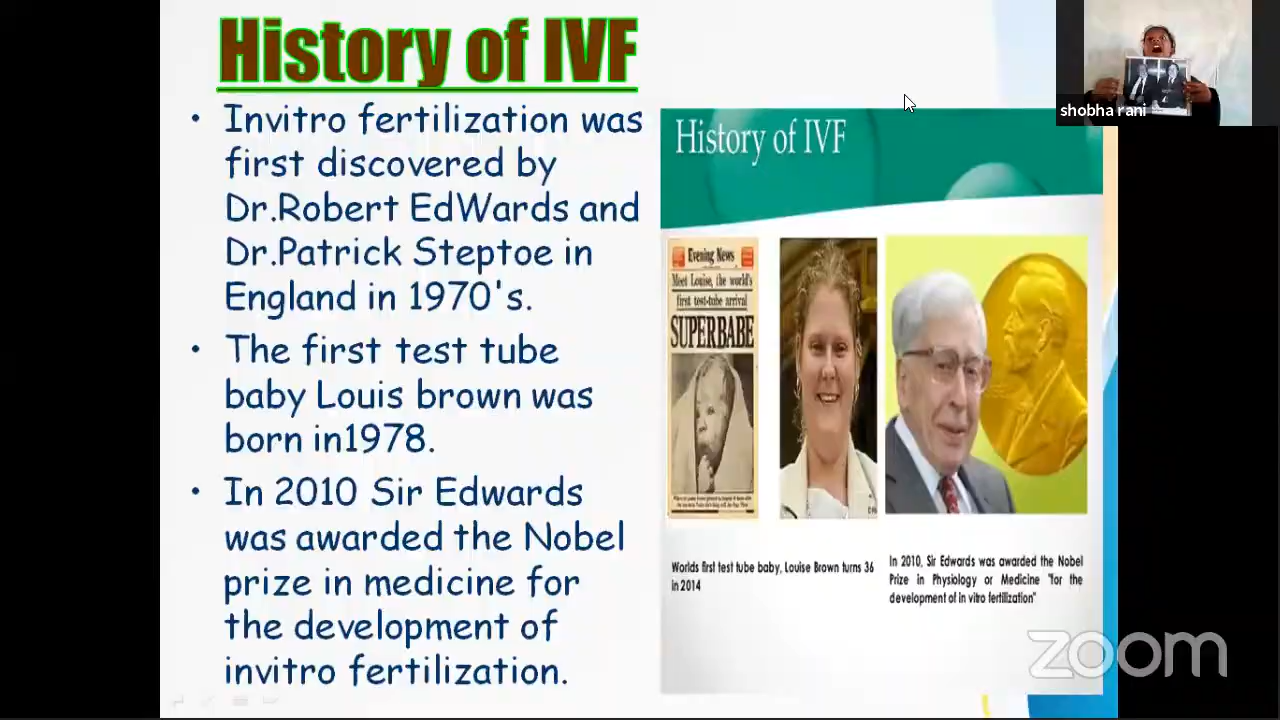 History of IVF
• Invitro fertilization was
first discovered by
Dr.Robert EdWards and
Dr.Patrick Steptoe in
England in 1970's.
• The first test tube
baby Louis brown was
born in1978.
• In 2010 Sir Edwards
was awarded the Nobel
prize in medicine for
the development of
invitro fertilization.
History of IVF
Evening News
Meet Louise, the world's
first test-tube arrival
SUPERBABE
Worlds first test tube baby, Louise Brown turns 36
in 2014
In 2010, Sir Edwards was awarded the Nobel
Prize in Physiology or Medicine "for the
development of in vitro fertilization"
shobha rani
zoom